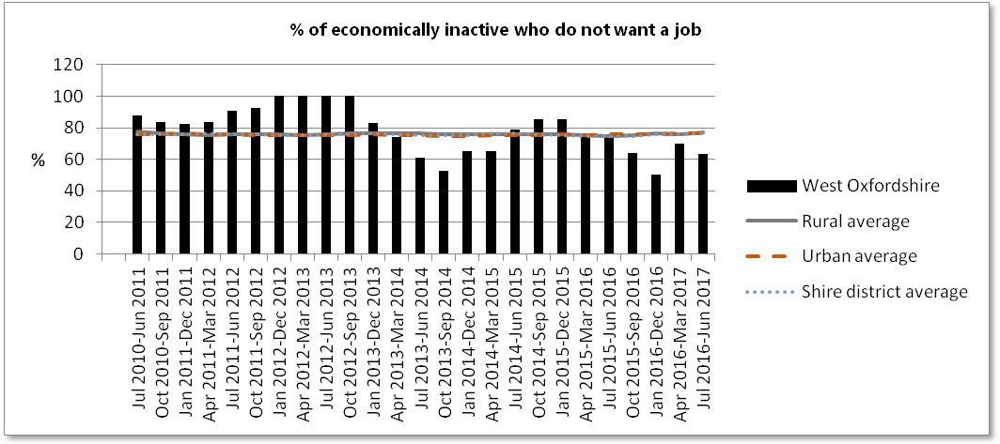 % of economically inactive who do not want a job
120
100
80
60
40
20
0
%
Jul 2010-Jun 2011
Oct 2010-Sep 2011
Jan 2011-Dec 2011
Apr 2011-Mar 2012
Jul 2011-Jun 2012
Oct 2011-Sep 2012
Jan 2012-Dec 2012
Apr 2012-Mar 2013
Jul 2012-Jun 2013
Oct 2012-Sep 2013
Jan 2013-Dec 2013
Apr 2013-Mar 2014
Jul 2013-Jun 2014
Oct 2013-Sep 2014
Jan 2014-Dec 2014
Apr 2014-Mar 2015
Jul 2014-Jun 2015
Oct 2014-Sep 2015
Jan 2015-Dec 2015
Apr 2015-Mar 2016
Jul 2015-Jun 2016
Oct 2015-Sep 2016
Jan 2016-Dec 2016
Apr 2016-Mar 2017
Jul 2016-Jun 2017
West Oxfordshire
Rural average
Urban average
Shire district average